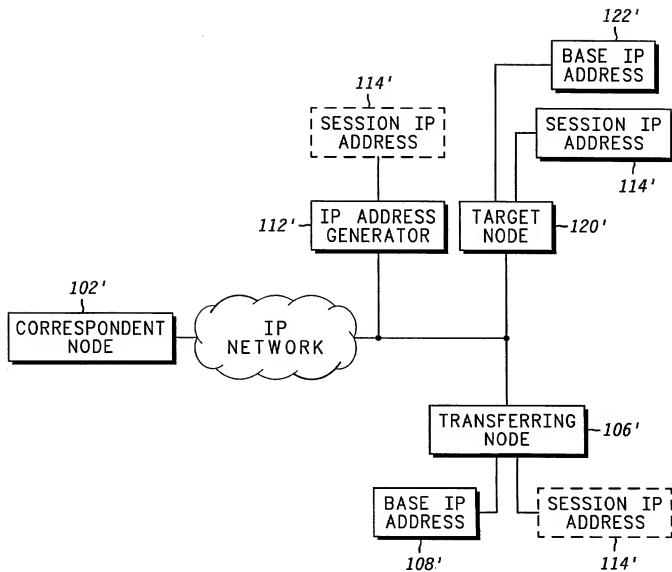 122'
BASE IP
ADDRESS
114'
SESSION IP
ADDRESS
SESSION IP
ADDRESS
114'
112'
IP ADDRESS
GENERATOR
TARGET
NODE
120'
102'
CORRESPONDENT
NODE
IP
NETWORK
TRANSFERRING
NODE
106'
BASE IP
ADDRESS
108'
SESSION IP
ADDRESS
114'